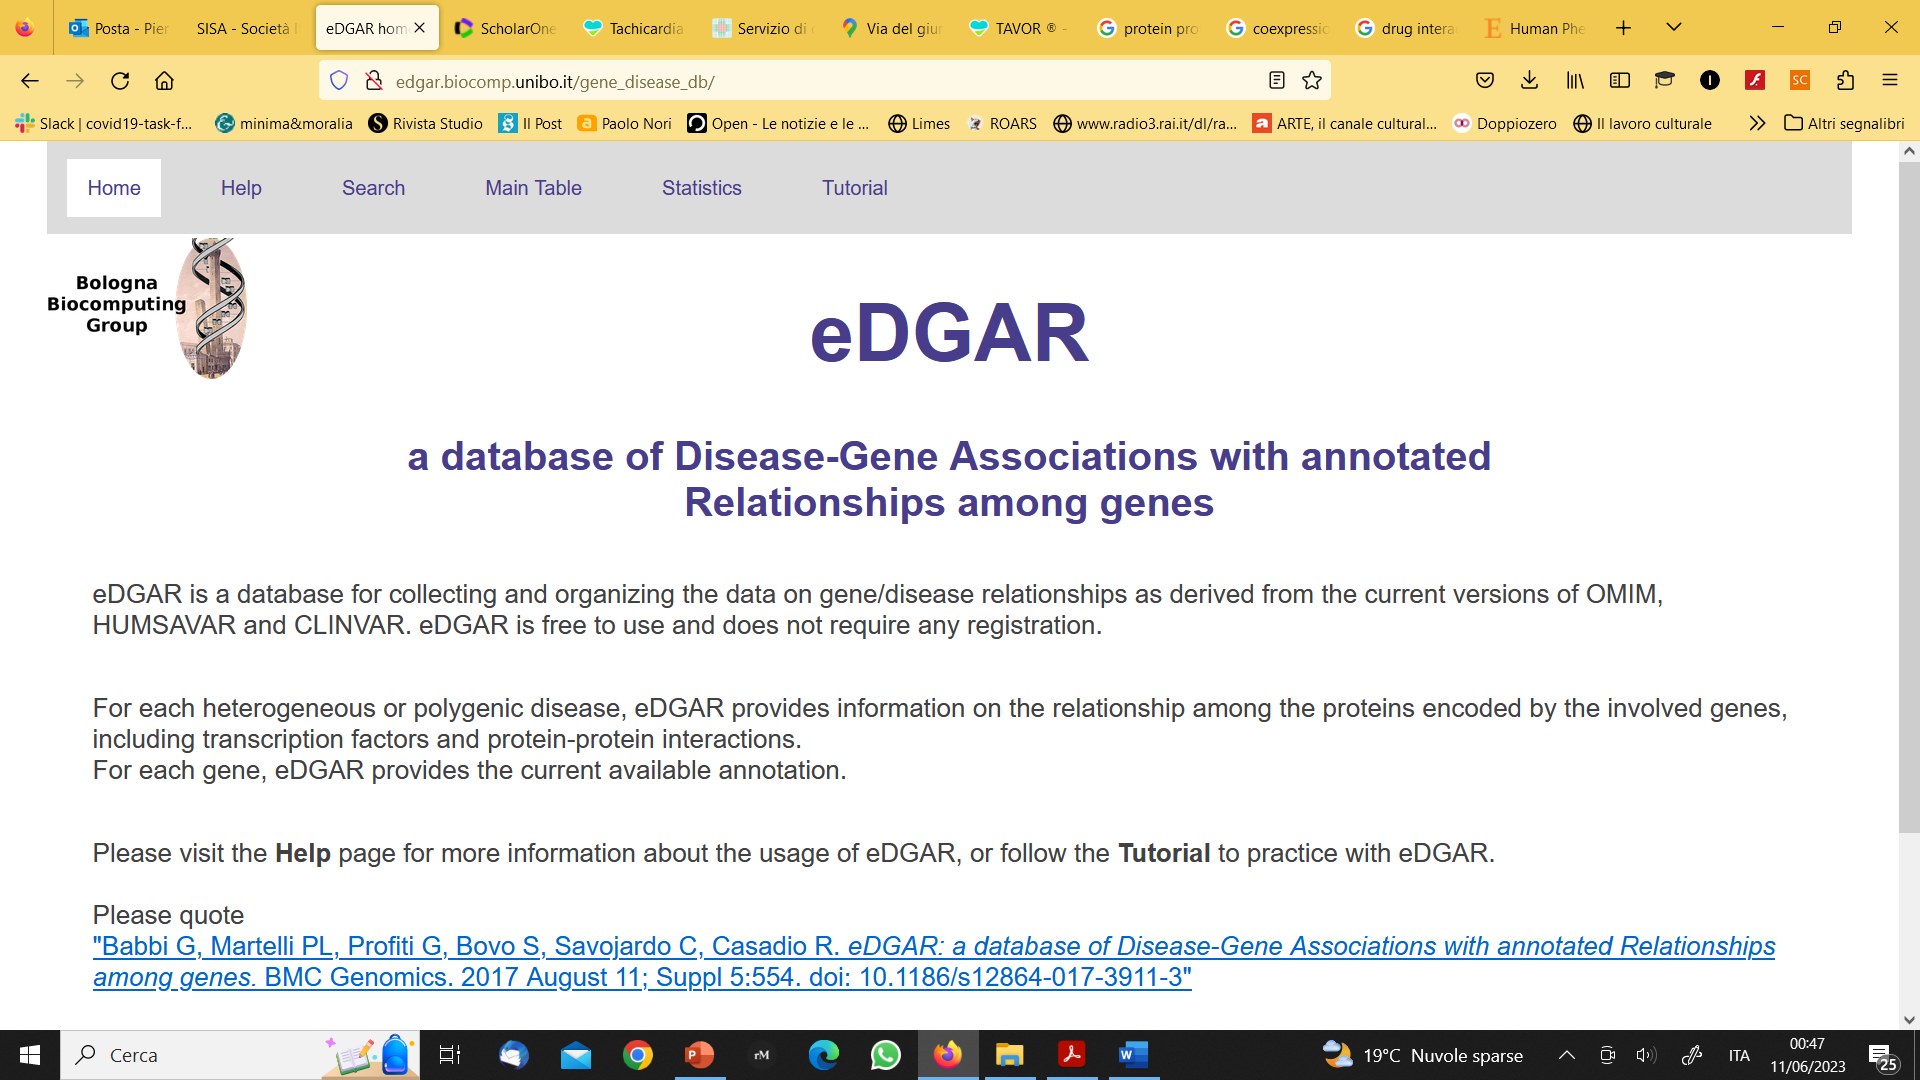 Posta - Pier
SISA - Società
eDGAR hom
ScholarOne
Tachicardia
Servizio di
Via del giur
TAVOR ® -
protein pro
coexpressic
drug intera
Human Phe
edgar.biocomp.unibo.it/gene_disease_db/
Slack | covid19-task-f...
minima&moralia
Rivista Studio
Il Post
Paolo Nori
Open - Le notizie e le ...
Limes
ROARS
www.radio3.rai.it/dl/ra...
ARTE, il canale cultural...
Doppiozero
Il lavoro culturale
Altri segnalibri
Home
Help
Search
Main Table
Statistics
Tutorial
Bologna
Biocomputing
Group
eDGAR
a database of Disease-Gene Associations with annotated
Relationships among genes
eDGAR is a database for collecting and organizing the data on gene/disease relationships as derived from the current versions of OMIM,
HUMSAVAR and CLINVAR. eDGAR is free to use and does not require any registration.
For each heterogeneous or polygenic disease, eDGAR provides information on the relationship among the proteins encoded by the involved genes,
including transcription factors and protein-protein interactions.
For each gene, eDGAR provides the current available annotation.
Please visit the Help page for more information about the usage of eDGAR, or follow the Tutorial to practice with eDGAR.
Please quote
"Babbi G, Martelli PL, Profiti G, Bovo S, Savojardo C, Casadio R. eDGAR: a database of Disease-Gene Associations with annotated Relationships
among genes. BMC Genomics. 2017 August 11; Suppl 5:554. doi: 10.1186/s12864-017-3911-3"
Cerca
19°C Nuvole sparse
ITA
00:47
11/06/2023
25